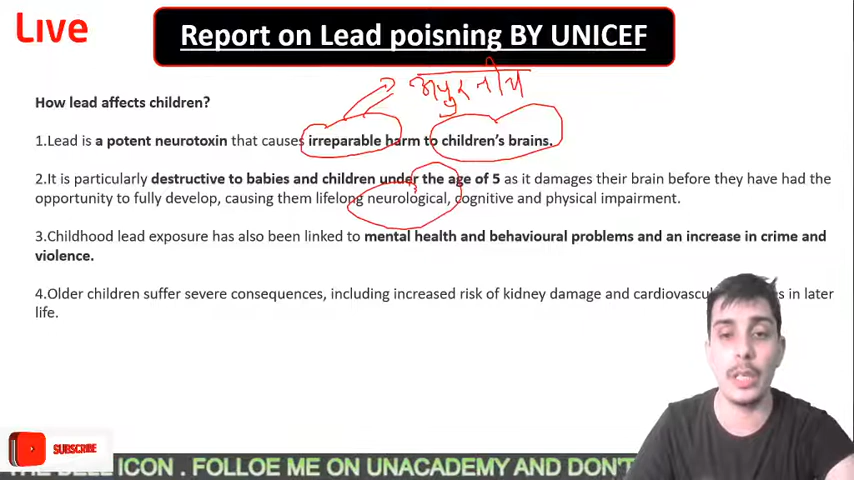 LIVE
Report on Lead poisning BY UNICEF
अपुरनीय
How lead affects children?
1.Lead is a potent neurotoxin that causes irreparable harm to children's brains.
2.It is particularly destructive to babies and children under the age of 5 as it damages their brain before they have had the
opportunity to fully develop, causing them lifelong neurological, cognitive and physical impairment.
3.Childhood lead exposure has also been linked to mental health and behavioural problems and an increase in crime and
violence.
4.Older children suffer severe consequences, including increased risk of kidney damage and cardiovascu in later
life.
SUBSCRIBE
THE BELL ICON . FOLLOE ME ON UNACADEMY AND DON'T